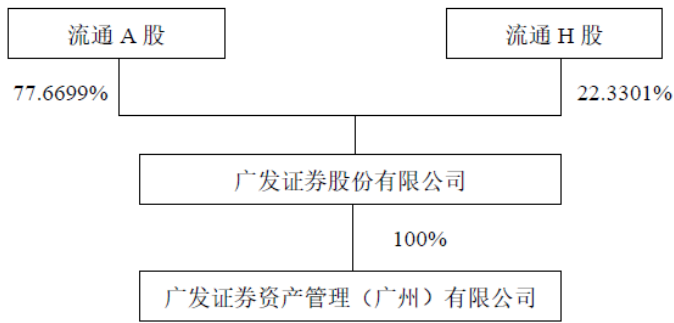 流通 A 股
流通 H 股
77.6699%
22.3301%
广发证券股份有限公司
100%
广发证券资产管理（广州）有限公司